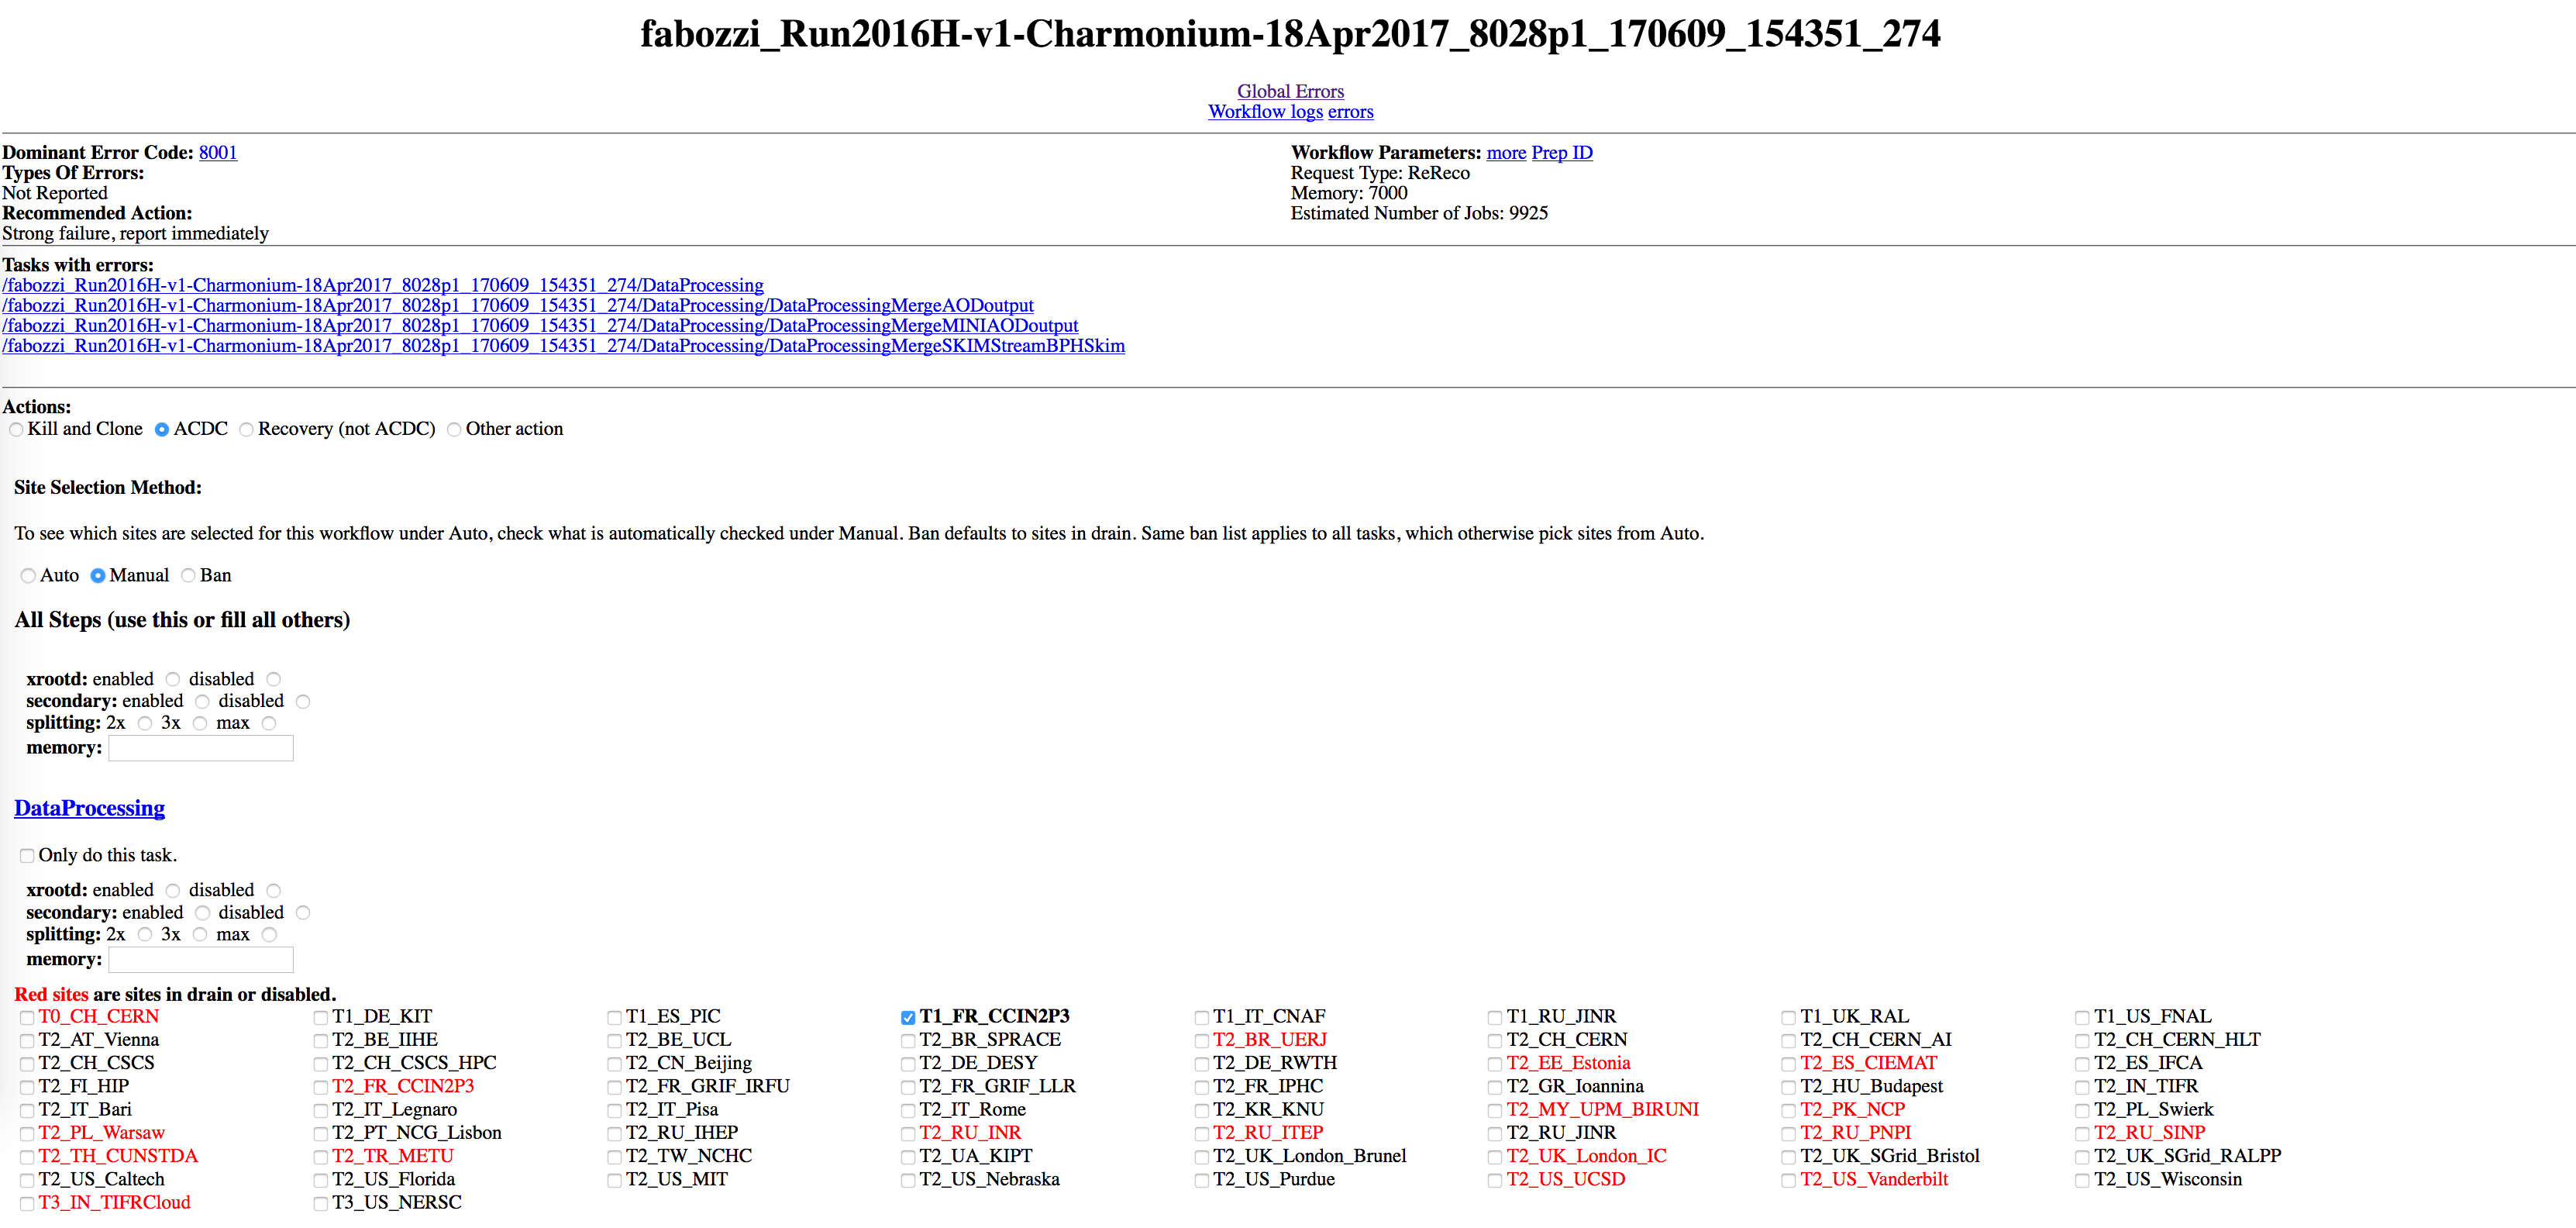 fabozzi_Run2016H-v1-Charmonium-18Apr2017_8028p1_170609_154351_274
Global Errors
Workflow logs errors
Dominant Error Code: 8001
Types Of Errors:
Not Reported
Recommended Action:
Strong failure, report immediately
Workflow Parameters: more Prep ID
Request Type: ReReco
Memory: 7000
Estimated Number of Jobs: 9925
Tasks with errors:
/fabozzi_Run2016H-v1-Charmonium-18Apr2017_8028p1_170609_154351_274/DataProcessing
/fabozzi_Run2016H-v1-Charmonium-18Apr2017_8028p1_170609_154351_274/DataProcessing/DataProcessingMergeAODoutput
/fabozzi_Run2016H-v1-Charmonium-18Apr2017_8028p1_170609_154351_274/DataProcessing/DataProcessingMergeMINIAODoutput
/fabozzi_Run2016H-v1-Charmonium-18Apr2017_8028p1_170609_154351_274/DataProcessing/DataProcessingMergeSKIMStreamBPHSkim
Actions:
Kill and Clone ACDC Recovery (not ACDC) Other action
Site Selection Method:
To see which sites are selected for this workflow under Auto, check what is automatically checked under Manual. Ban defaults to sites in drain. Same ban list applies to all tasks, which otherwise pick sites from Auto.
Auto Manual Ban
All Steps (use this or fill all others)
xrootd: enabled disabled
secondary: enabled disabled
splitting: 2x 3x max
memory:
DataProcessing
Only do this task.
xrootd: enabled disabled
secondary: enabled disabled
splitting: 2x 3x max
memory:
Red sites are sites in drain or disabled.
T0_CH_CERN T1_DE_KIT T1_ES_PIC T1_FR_CCIN2P3 T1_IT_CNAF T1_RU_JINR T1_UK_RAL T1_US_FNAL
T2_AT_Vienna T2_BE_IIHE T2_BE_UCL T2_BR_SPRACE T2_BR_UERJ T2_CH_CERN T2_CH_CERN_AI T2_CH_CERN_HLT
T2_CH_CSCS T2_CH_CSCS_HPC T2_CN_Beijing T2_DE_DESY T2_DE_RWTH T2_EE_Estonia T2_ES_CIEMAT T2_ES_IFCA
T2_FI_HIP T2_FR_CCIN2P3 T2_FR_GRIF_IRFU T2_FR_GRIF_LLR T2_FR_IPHC T2_GR_Ioannina T2_HU_Budapest T2_IN_TIFR
T2_IT_Bari T2_IT_Legnaro T2_IT_Pisa T2_IT_Rome T2_KR_KNU T2_MY_UPM_BIRUNI T2_PK_NCP T2_PL_Swierk
T2_PL_Warsaw T2_PT_NCG_Lisbon T2_RU_IHEP T2_RU_INR T2_RU_ITEP T2_RU_JINR T2_RU_PNPI T2_RU_SINP
T2_TH_CUNSTDA T2_TR_METU T2_TW_NCHC T2_UA_KIPT T2_UK_London_Brunel T2_UK_London_IC T2_UK_SGrid_Bristol T2_UK_SGrid_RALPP
T2_US_Caltech T2_US_Florida T2_US_MIT T2_US_Nebraska T2_US_Purdue T2_US_UCSD T2_US_Vanderbilt T2_US_Wisconsin
T3_IN_TIFRCloud T3_US_NERSC